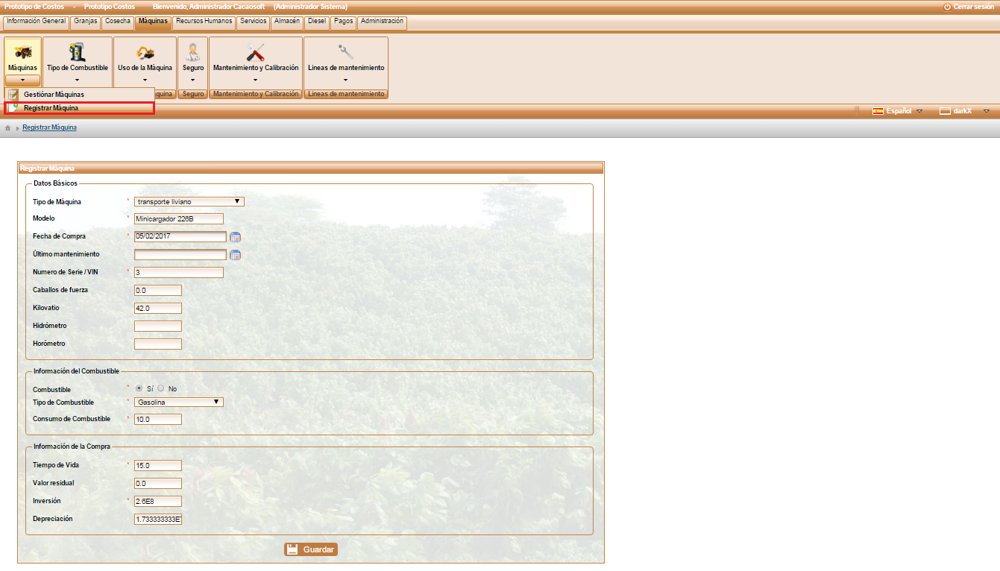 Prototipo de Costos - Prototipo Costos Bienvenido, Administrador Cacaosoft (Administrador Sistema) Cerrar sesión
Información General Granjas Cosecha Máquinas Recursos Humanos Servicios Almacén Diesel Pagos Administración
Máquinas Tipo de Combustible Uso de la Máquina Seguro Mantenimiento y Calibración Lineas de mantenimiento
Gestiónar Máquinas quina Seguro Mantenimiento y Calibración Lineas de mantenimiento
Registrar Máquina
Español darkX
Registrar Máquina
Registrar Máquina
Datos Básicos
Tipo de Máquina * transporte liviano
Modelo * Minicargador 226B
Fecha de Compra * 05/02/2017
Último mantenimiento
Numero de Serie / VIN * 3
Caballos de fuerza 0.0
Kilovatio 42.0
Hidrómetro
Horómetro
Información del Combustible
Combustible * Sí No
Tipo de Combustible * Gasolina
Consumo de Combustible * 10.0
Información de la Compra
Tiempo de Vida * 15.0
Valor residual 0.0
Inversión * 2.6E8
Depreciación 1.733333333E
Guardar